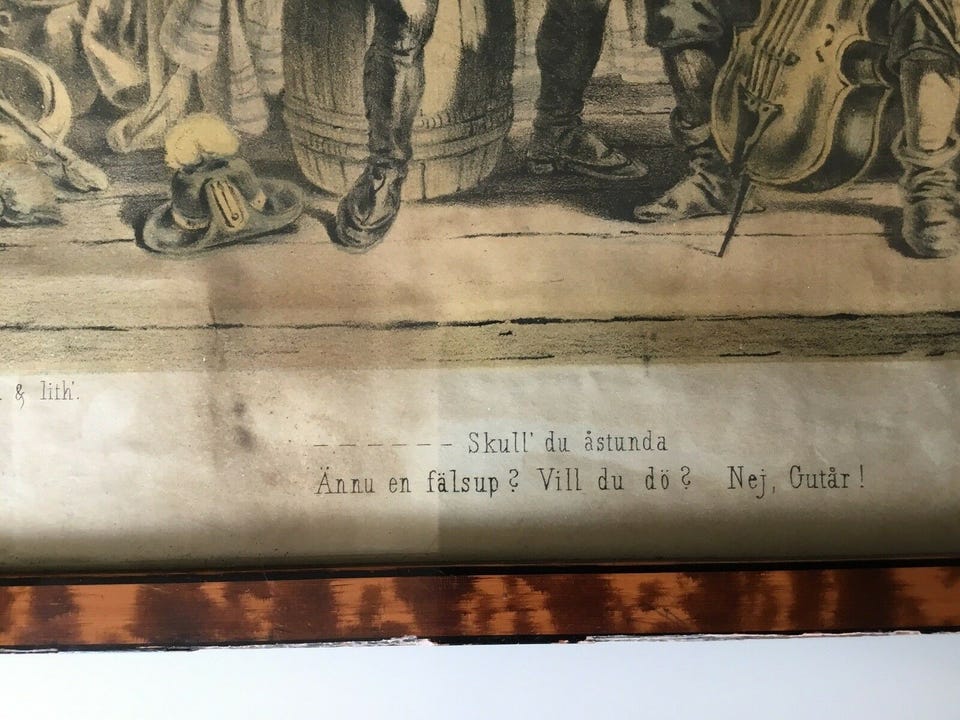 & lith.'
- - - - - - Skull' du åstunda
Ännu en fälsup? Vill du dö? Nej, Gutår!